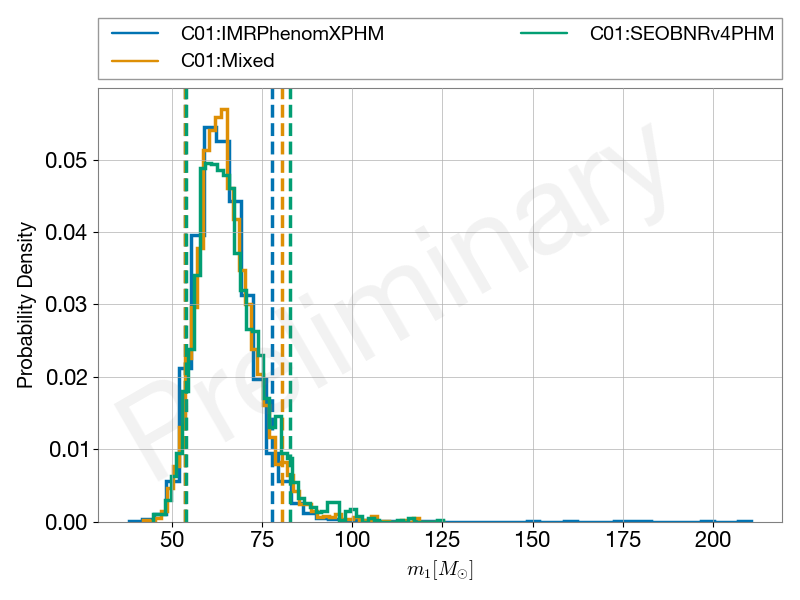 C01:IMRPhenomXPHM
C01:SEOBNRv4PHM
C01:Mixed
Preliminary
Probability Density
0.05
0.04
0.03
0.02
0.01
0.00
50 75 100 125 150 175 200
m₁[M☉]